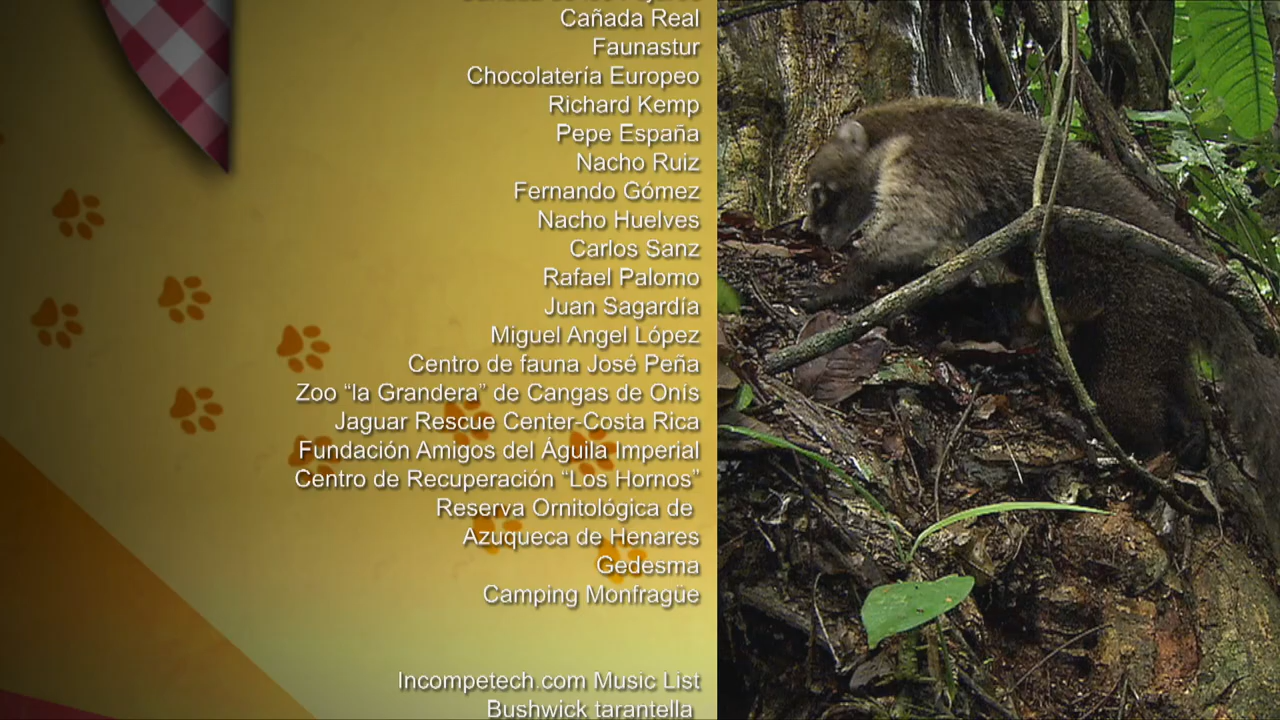 Cañada Real
Faunastur
Chocolatería Europeo
Richard Kemp
Pepe España
Nacho Ruiz
Fernando Gómez
Nacho Huelves
Carlos Sanz
Rafael Palomo
Juan Sagardía
Miguel Angel López
Centro de fauna José Peña
Zoo “la Grandera” de Cangas de Onís
Jaguar Rescue Center-Costa Rica
Fundación Amigos del Águila Imperial
Centro de Recuperación “Los Hornos”
Reserva Ornitológica de
Azuqueca de Henares
Gedesma
Camping Monfragüe
Incompetech.com Music List
Bushwick tarantella